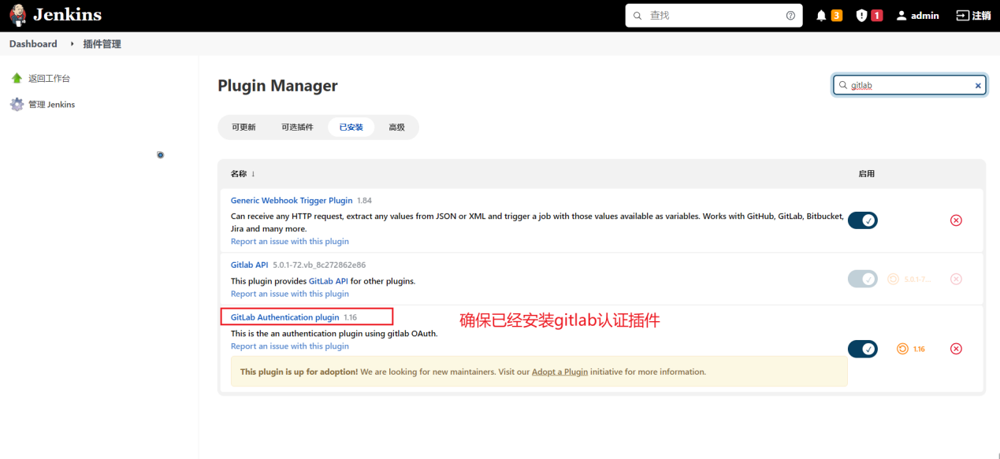 Jenkins
查找
3
1
admin
注销
Dashboard
插件管理
返回工作台
管理 Jenkins
Plugin Manager
gitlab
可更新
可选插件
已安装
高级
名称 ↓
启用
Generic Webhook Trigger Plugin 1.84
Can receive any HTTP request, extract any values from JSON or XML and trigger a job with those values available as variables. Works with GitHub, GitLab, Bitbucket,
Jira and many more.
Report an issue with this plugin
Gitlab API 5.0.1-72.vb_8c272862e86
This plugin provides GitLab API for other plugins.
5.0.1-7...
Report an issue with this plugin
GitLab Authentication plugin 1.16
确保已经安装gitlab认证插件
This is the an authentication plugin using gitlab OAuth.
Report an issue with this plugin
1.16
This plugin is up for adoption! We are looking for new maintainers. Visit our Adopt a Plugin initiative for more information.